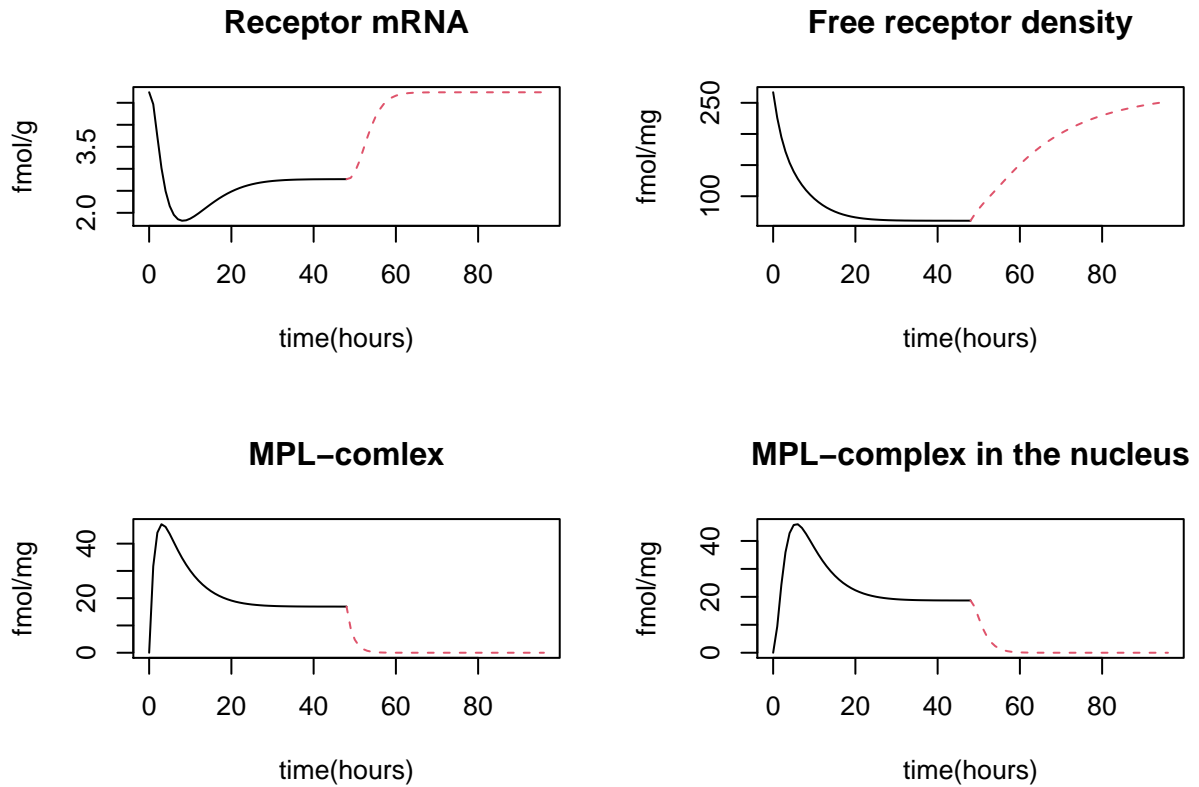 Receptor mRNA
fmol/g
2.0 3.5
0 20 40 60 80
time(hours)
Free receptor density
fmol/mg
100 250
0 20 40 60 80
time(hours)
MPL−comlex
fmol/mg
0 20 40
0 20 40 60 80
time(hours)
MPL−complex in the nucleus
fmol/mg
0 20 40
0 20 40 60 80
time(hours)